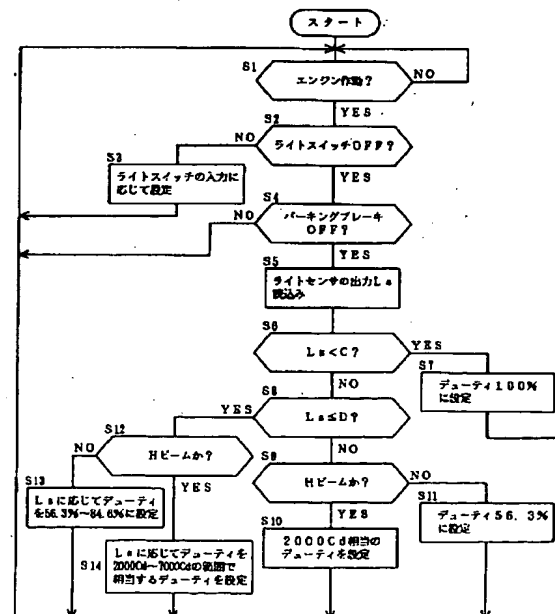 スタート
S1
エンジン作動?
NO
YES
S2
NO
ライトスイッチOFF?
S3
ライトスイッチの入力に
応じて設定
YES
S4
NO
パーキングブレーキ
OFF?
YES
S5
ライトセンサの出力Ls
読込み
S6
Ls<C?
YES
S7
デューティ100%
に設定
NO
S8
YES
Ls≤D?
S12
NO
Hビームか?
NO
S9
Hビームか?
NO
S13
Lsに応じてデューティ
を56.3%~84.6%に設定
YES
YES
S11
デューティ56.3%
に設定
S10
2000Cd相当の
デューティを設定
S14
Lsに応じてデューティを
2000Cd~7000Cdの範囲で
相当するデューティを設定